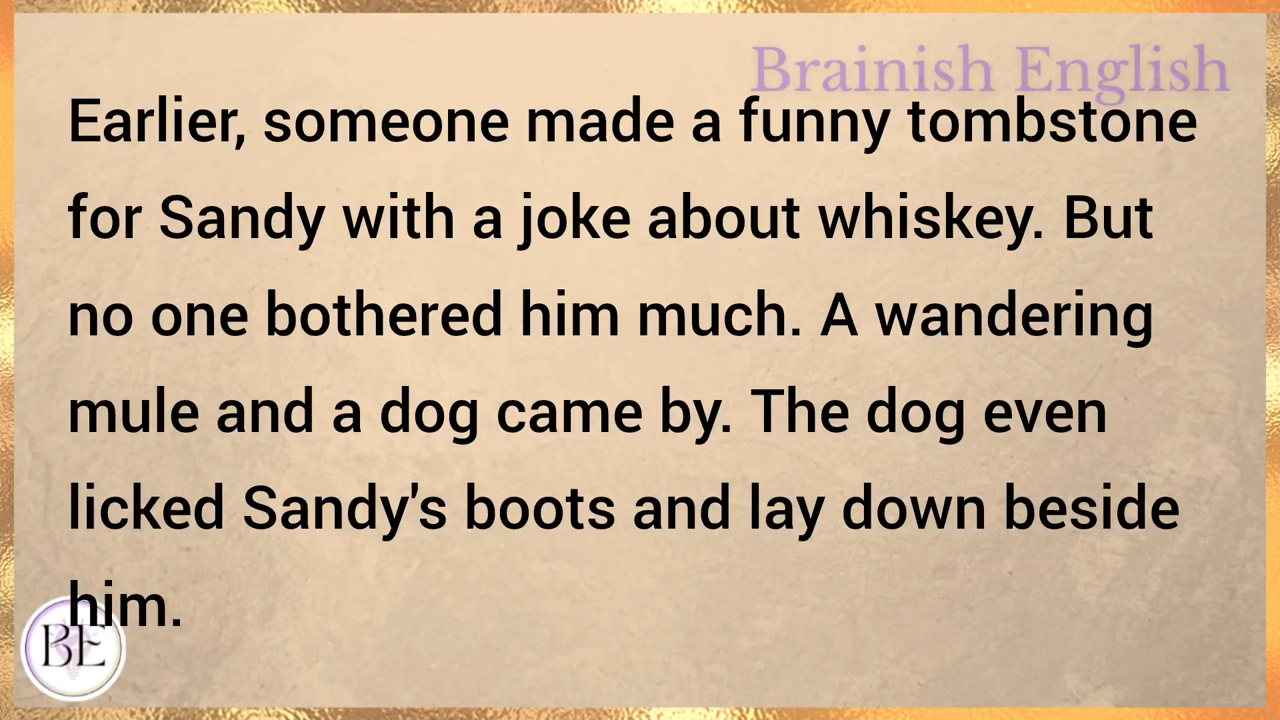 Brainish English
Earlier, someone made a funny tombstone
for Sandy with a joke about whiskey. But
no one bothered him much. A wandering
mule and a dog came by. The dog even
licked Sandy's boots and lay down beside
him.
BE